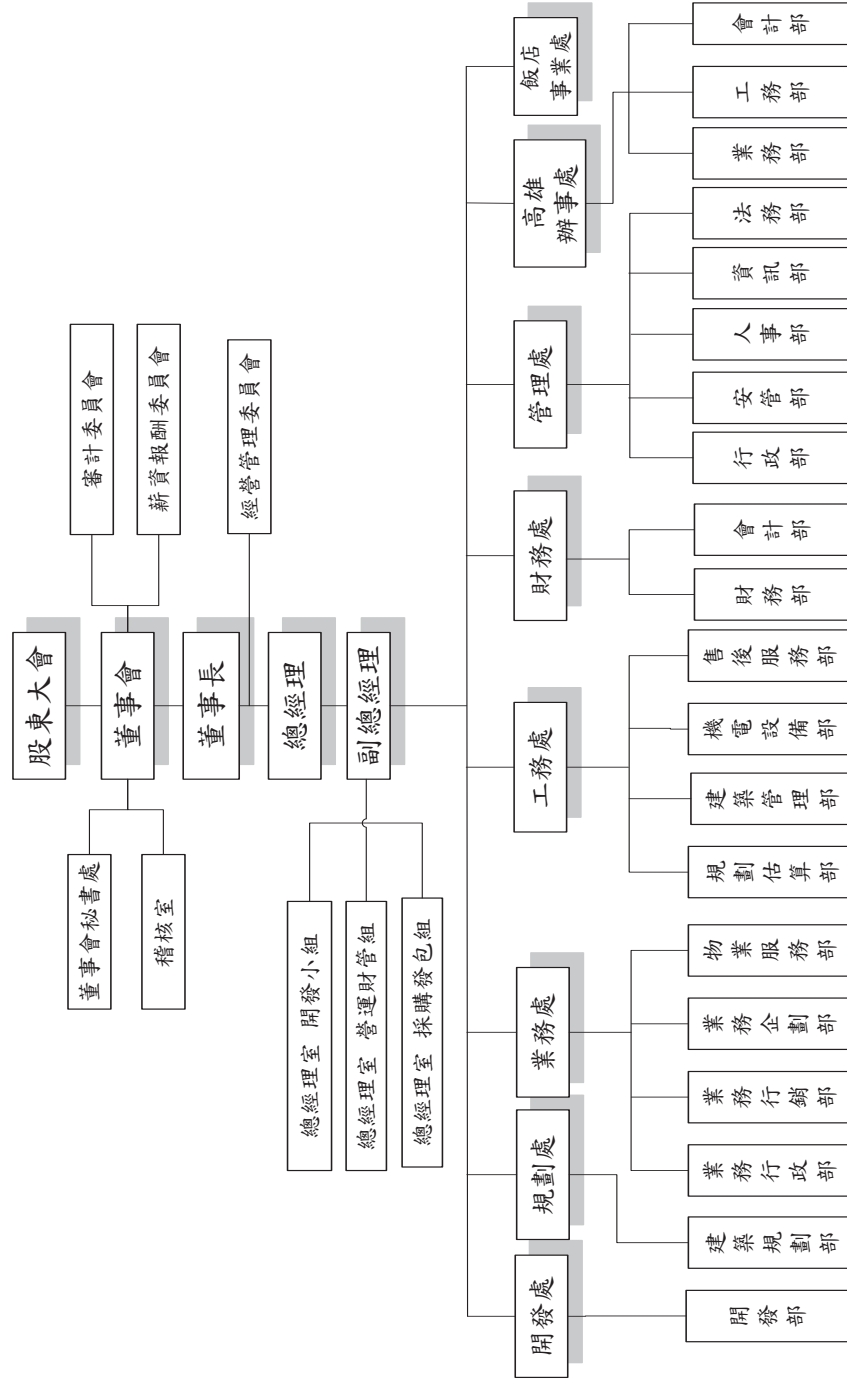 股東大會
董事會
審計委員會
薪資報酬委員會
董事會秘書處
稽核室
董事長
經營管理委員會
總經理
副總經理
總經理室 開發小組
總經理室 營運財管組
總經理室 採購發包組
開發處
規劃處
業務處
工務處
財務處
管理處
高雄
辦事處
飯店
事業處
開發部
建築規劃部
業務行政部
業務行銷部
業務企劃部
物業服務部
規劃估算部
建築管理部
機電設備部
售後服務部
財務部
會計部
行政部
安管部
人事部
資訊部
法務部
業務部
工務部
會計部